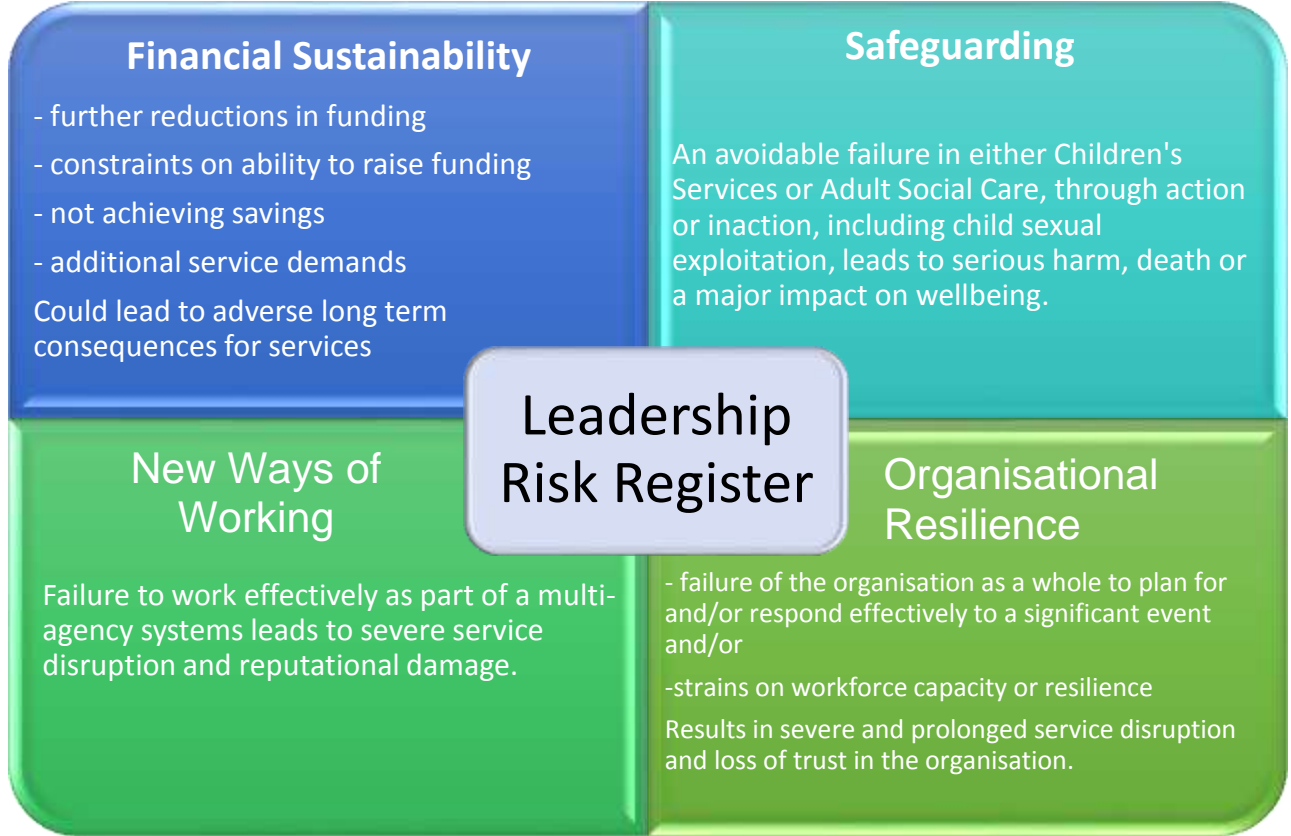 Financial Sustainability
- further reductions in funding
- constraints on ability to raise funding
- not achieving savings
- additional service demands
Could lead to adverse long term
consequences for services
Safeguarding
An avoidable failure in either Children's
Services or Adult Social Care, through action
or inaction, including child sexual
exploitation, leads to serious harm, death or
a major impact on wellbeing.
Leadership
Risk Register
New Ways of
Working
Failure to work effectively as part of a multi-
agency systems leads to severe service
disruption and reputational damage.
Organisational
Resilience
- failure of the organisation as a whole to plan for
and/or respond effectively to a significant event
and/or
-strains on workforce capacity or resilience
Results in severe and prolonged service disruption
and loss of trust in the organisation.